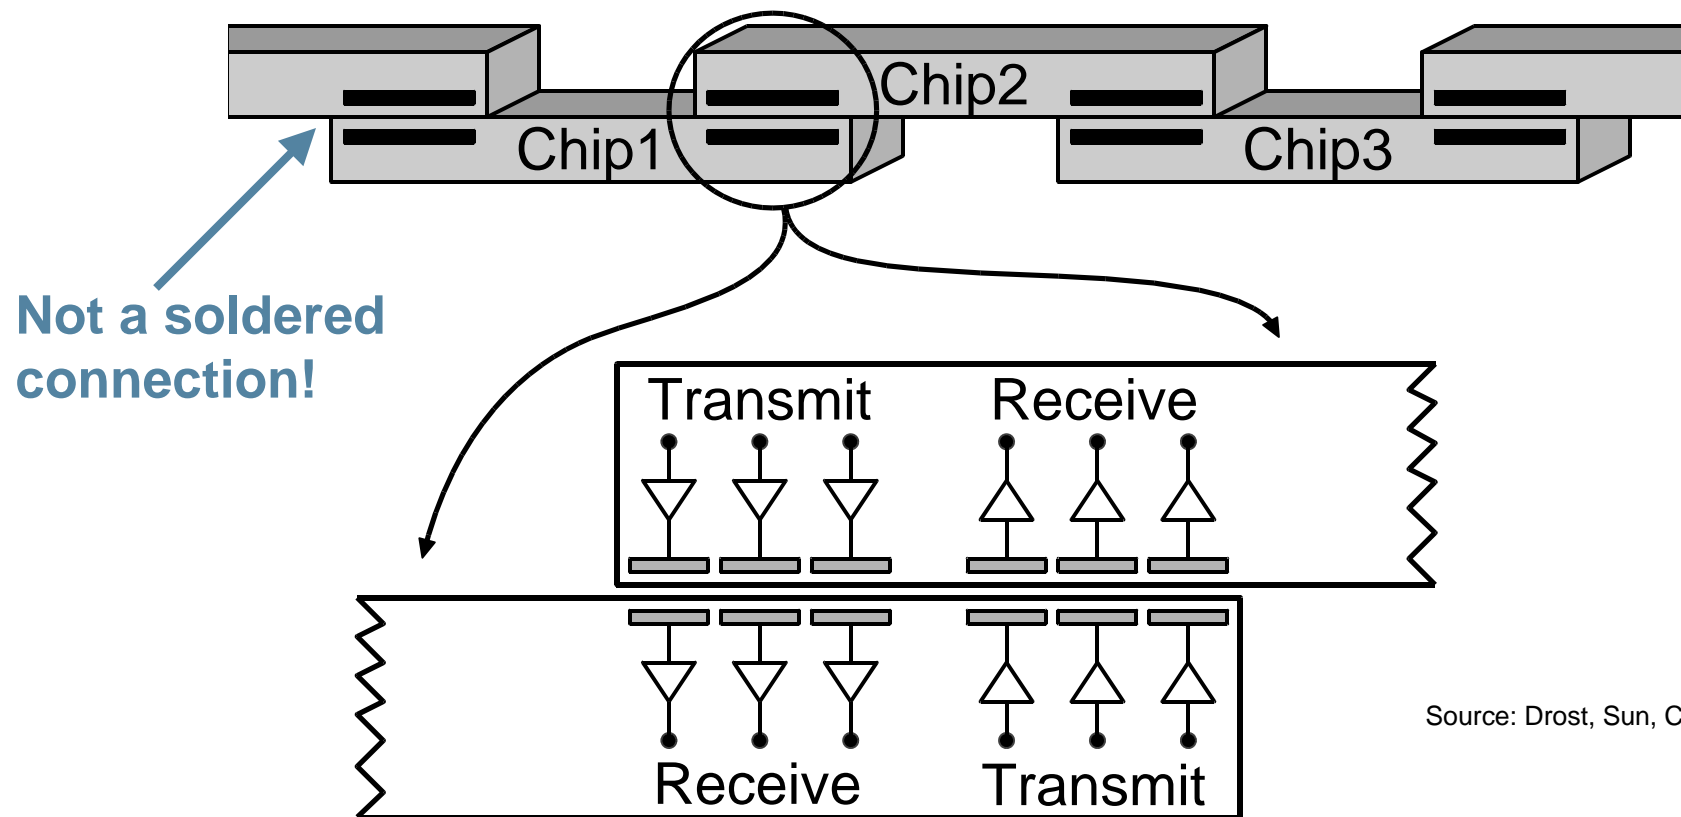 Chip2
Chip1
Chip3
Not a soldered
connection!
Transmit Receive
Source: Drost, Sun, C
Receive Transmit